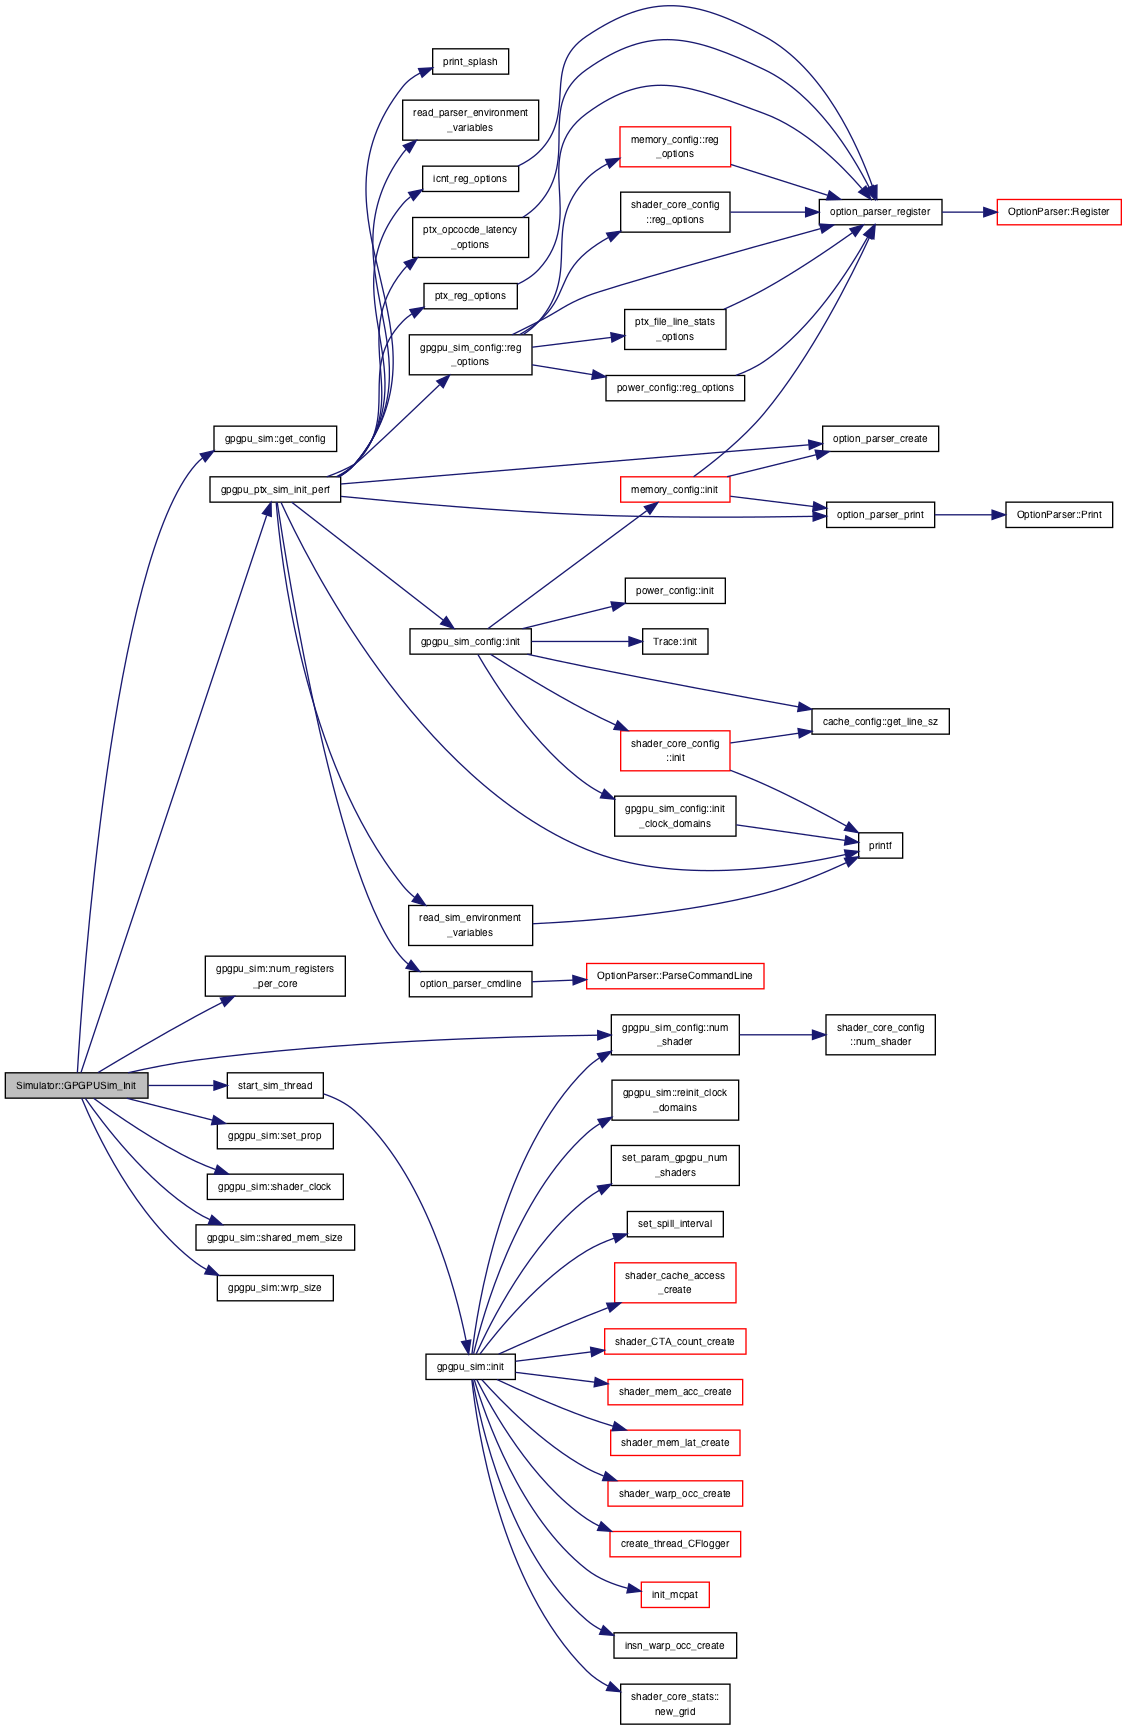 print_splash
read_parser_environment
_variables
icnt_reg_options
ptx_opcocde_latency
_options
ptx_reg_options
gpgpu_sim_config::reg
_options
memory_config::reg
_options
shader_core_config
::reg_options
ptx_file_line_stats
_options
power_config::reg_options
option_parser_register
OptionParser::Register
gpgpu_sim::get_config
gpgpu_ptx_sim_init_perf
option_parser_create
memory_config::init
option_parser_print
OptionParser::Print
power_config::init
gpgpu_sim_config::init
Trace::init
cache_config::get_line_sz
shader_core_config
::init
gpgpu_sim_config::init
_clock_domains
printf
read_sim_environment
_variables
option_parser_cmdline
OptionParser::ParseCommandLine
gpgpu_sim::num_registers
_per_core
Simulator::GPGPUSim_Init
start_sim_thread
gpgpu_sim::set_prop
gpgpu_sim::shader_clock
gpgpu_sim::shared_mem_size
gpgpu_sim::wrp_size
gpgpu_sim_config::num
_shader
shader_core_config
::num_shader
gpgpu_sim::reinit_clock
_domains
set_param_gpgpu_num
_shaders
set_spill_interval
shader_cache_access
_create
shader_CTA_count_create
gpgpu_sim::init
shader_mem_acc_create
shader_mem_lat_create
shader_warp_occ_create
create_thread_CFlogger
init_mcpat
insn_warp_occ_create
shader_core_stats::
new_grid